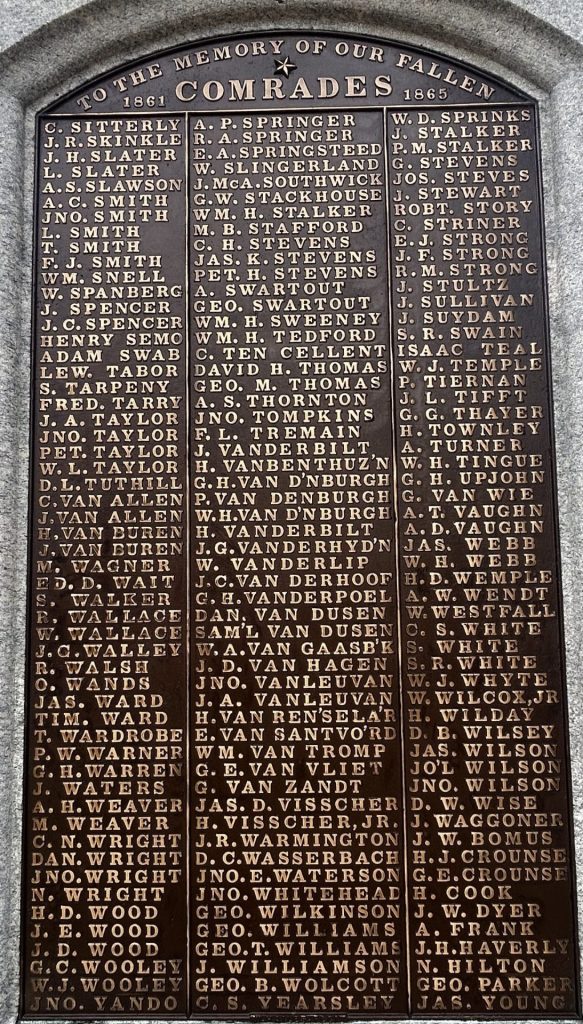 TO THE MEMORY OF OUR FALLEN
1861 COMRADES 1865
C. SITTERLY
J. R. SKINKLE
J. H. SLATER
L. SLATER
A. S. SLAWSON
A. C. SMITH
JNO. SMITH
L. SMITH
T. SMITH
F. J. SMITH
WM. SNELL
W. SPANBERG
J. SPENCER
J. C. SPENCER
HENRY SEMO
ADAM SWAB
LEW. TABOR
S. TARPENY
FRED. TARRY
J. A. TAYLOR
JNO. TAYLOR
PET. TAYLOR
W. L. TAYLOR
D. L. TUTHILL
C. VAN ALLEN
J. VAN ALLEN
H. VAN BUREN
J. VAN BUREN
M. WAGNER
ED. D. WAIT
S. WALKER
R. WALLACE
W. WALLACE
J. C. WALLEY
R. WALSH
O. WANDS
JAS. WARD
TIM. WARD
T. WARDROBE
P. W. WARNER
G. H. WARREN
J. WATERS
A. H. WEAVER
M. WEAVER
C. N. WRIGHT
DAN. WRIGHT
JNO. WRIGHT
N. WRIGHT
H. D. WOOD
J. E. WOOD
J. D. WOOD
G. C. WOOLEY
W. J. WOOLEY
JNO. YANDO
A. P. SPRINGER
R. A. SPRINGER
E. A. SPRINGSTEED
W. SLINGERLAND
J. McA. SOUTHWICK
G. W. STACKHOUSE
WM. H. STALKER
M. B. STAFFORD
C. H. STEVENS
JAS. K. STEVENS
PET. H. STEVENS
A. SWARTOUT
GEO. SWARTOUT
WM. H. SWEENEY
WM. H. TEDFORD
C. TEN CELLENT
DAVID H. THOMAS
GEO. M. THOMAS
A. S. THORNTON
JNO. TOMPKINS
F. L. TREMAIN
J. VANDERBILT
H. VANBENTHUZ'N
G. H. VAN D'NBURGH
P. VAN DENBURGH
W. H. VAN D'NBURGH
H. VANDERBILT
J. G. VANDERHYD'N
W. VANDERLIP
J. C. VAN DERHOOF
G. H. VANDERPOEL
DAN. VAN DUSEN
SAM'L VAN DUSEN
W. A. VAN GAASB'K
J. D. VAN HAGEN
JNO. VANLEUVAN
J. A. VANLEUVAN
H. VAN REN'SELA'R
E. VAN SANTVO'RD
WM. VAN TROMP
G. E. VAN VLIET
G. VAN ZANDT
JAS. D. VISSCHER
H. VISSCHER, JR.
J. R. WARMINGTON
D. C. WASSERBACH
JNO. E. WATERSON
JNO. WHITEHEAD
GEO. WILKINSON
GEO. WILLIAMS
GEO. T. WILLIAMS
J. WILLIAMSON
GEO. B. WOLCOTT
C. S. YEARSLEY
W. D. SPRINKS
J. STALKER
P. M. STALKER
G. STEVENS
JOS. STEVES
J. STEWART
ROBT. STORY
C. STRINER
E. J. STRONG
J. F. STRONG
R. M. STRONG
J. STULTZ
J. SULLIVAN
J. SUYDAM
S. R. SWAIN
ISAAC TEAL
W. J. TEMPLE
P. TIERNAN
J. L. TIFFT
G. G. THAYER
H. TOWNLEY
A. TURNER
W. H. TINGUE
G. H. UPJOHN
G. VAN WIE
A. T. VAUGHN
A. D. VAUGHN
JAS. WEBB
W. H. WEBB
H. D. WEMPLE
A. W. WENDT
W. WESTFALL
C. S. WHITE
S. WHITE
S. R. WHITE
W. J. WHYTE
W. WILCOX, JR
H. WILDAY
D. B. WILSEY
JAS. WILSON
JO'L WILSON
JNO. WILSON
D. W. WISE
J. WAGGONER
J. W. BOMUS
H. J. CROUNSE
G. E. CROUNSE
H. COOK
J. W. DYER
A. FRANK
J. H. HAVERLY
N. HILTON
GEO. PARKER
JAS. YOUNG